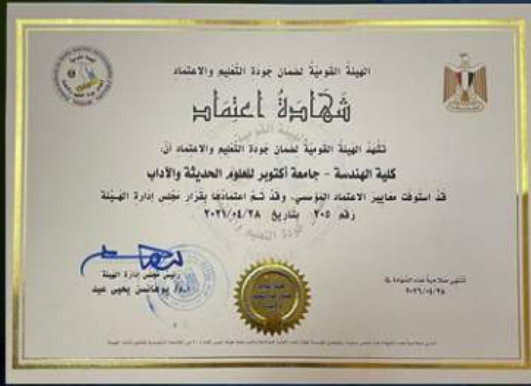 الهيئة القومية لضمان جودة التعليم والاعتماد
شهادة اعتماد
تشهد الهيئة القومية لضمان جودة التعليم والاعتماد أن:
كلية الهندسة - جامعة أكتوبر للعلوم الحديثة والآداب
قد استوفت معايير الاعتماد المؤسسي، وقد تم اعتمادها بقرار مجلس إدارة الهيئة
رقم ٢٠٥ بتاريخ ٢٠٢١/٠٤/٢٨
رئيس مجلس إدارة الهيئة
أ.د/ يوهانسن يحيى عيد
تنتهي صلاحية هذه الشهادة في
٢٠٢٦/٠٤/٢٨